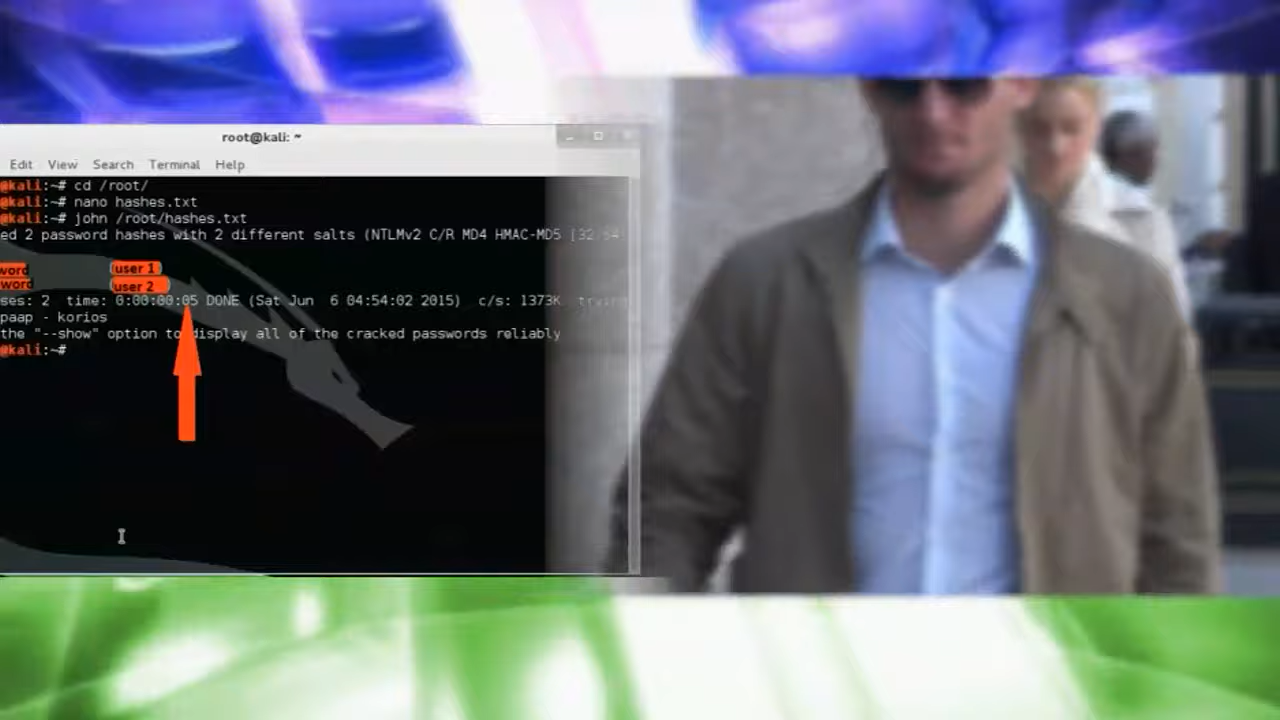 root@kali: ~
Edit View Search Terminal Help
@kali:~# cd /root/
@kali:~# nano hashes.txt
@kali:~# john /root/hashes.txt
ed 2 password hashes with 2 different salts (NTLMv2 C/R MD4 HMAC-MD5 [32/64
word user 1
word user 2
ses: 2 time: 0:00:00:05 DONE (Sat Jun 6 04:54:02 2015) c/s: 1373K trying
paap - korios
the "--show" option to display all of the cracked passwords reliably
@kali:~#